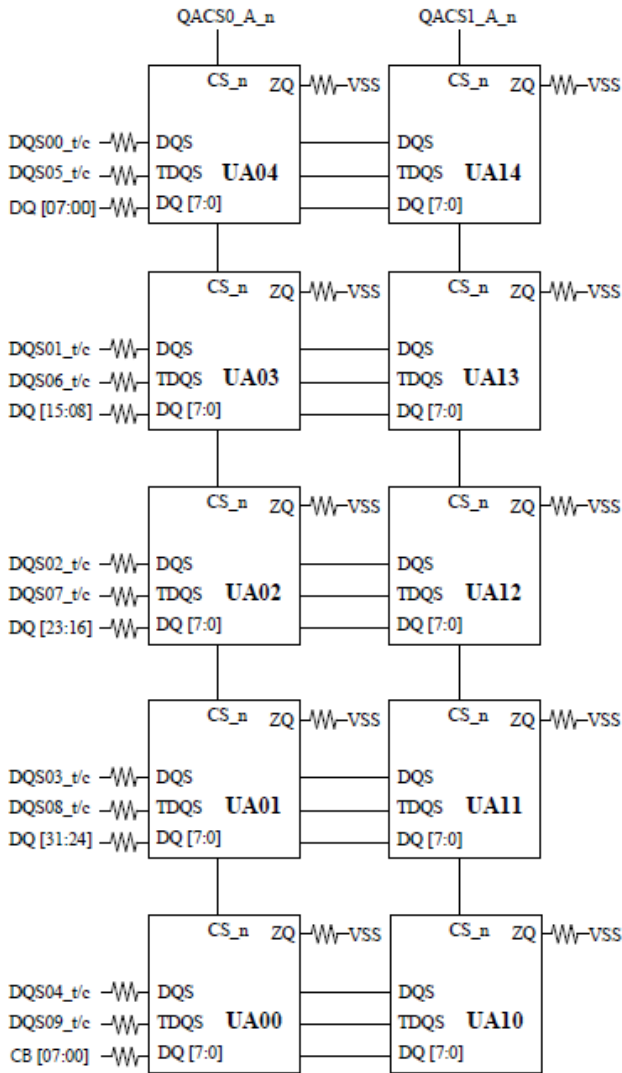 QACS0_A_n QACS1_A_n
CS_n ZQ VSS CS_n ZQ VSS
DQS00_t/c DQS DQS
DQS05_t/c TDQS UA04 TDQS UA14
DQ [07:00] DQ [7:0] DQ [7:0]
CS_n ZQ VSS CS_n ZQ VSS
DQS01_t/c DQS DQS
DQS06_t/c TDQS UA03 TDQS UA13
DQ [15:08] DQ [7:0] DQ [7:0]
CS_n ZQ VSS CS_n ZQ VSS
DQS02_t/c DQS DQS
DQS07_t/c TDQS UA02 TDQS UA12
DQ [23:16] DQ [7:0] DQ [7:0]
CS_n ZQ VSS CS_n ZQ VSS
DQS03_t/c DQS DQS
DQS08_t/c TDQS UA01 TDQS UA11
DQ [31:24] DQ [7:0] DQ [7:0]
CS_n ZQ VSS CS_n ZQ VSS
DQS04_t/c DQS DQS
DQS09_t/c TDQS UA00 TDQS UA10
CB [07:00] DQ [7:0] DQ [7:0]